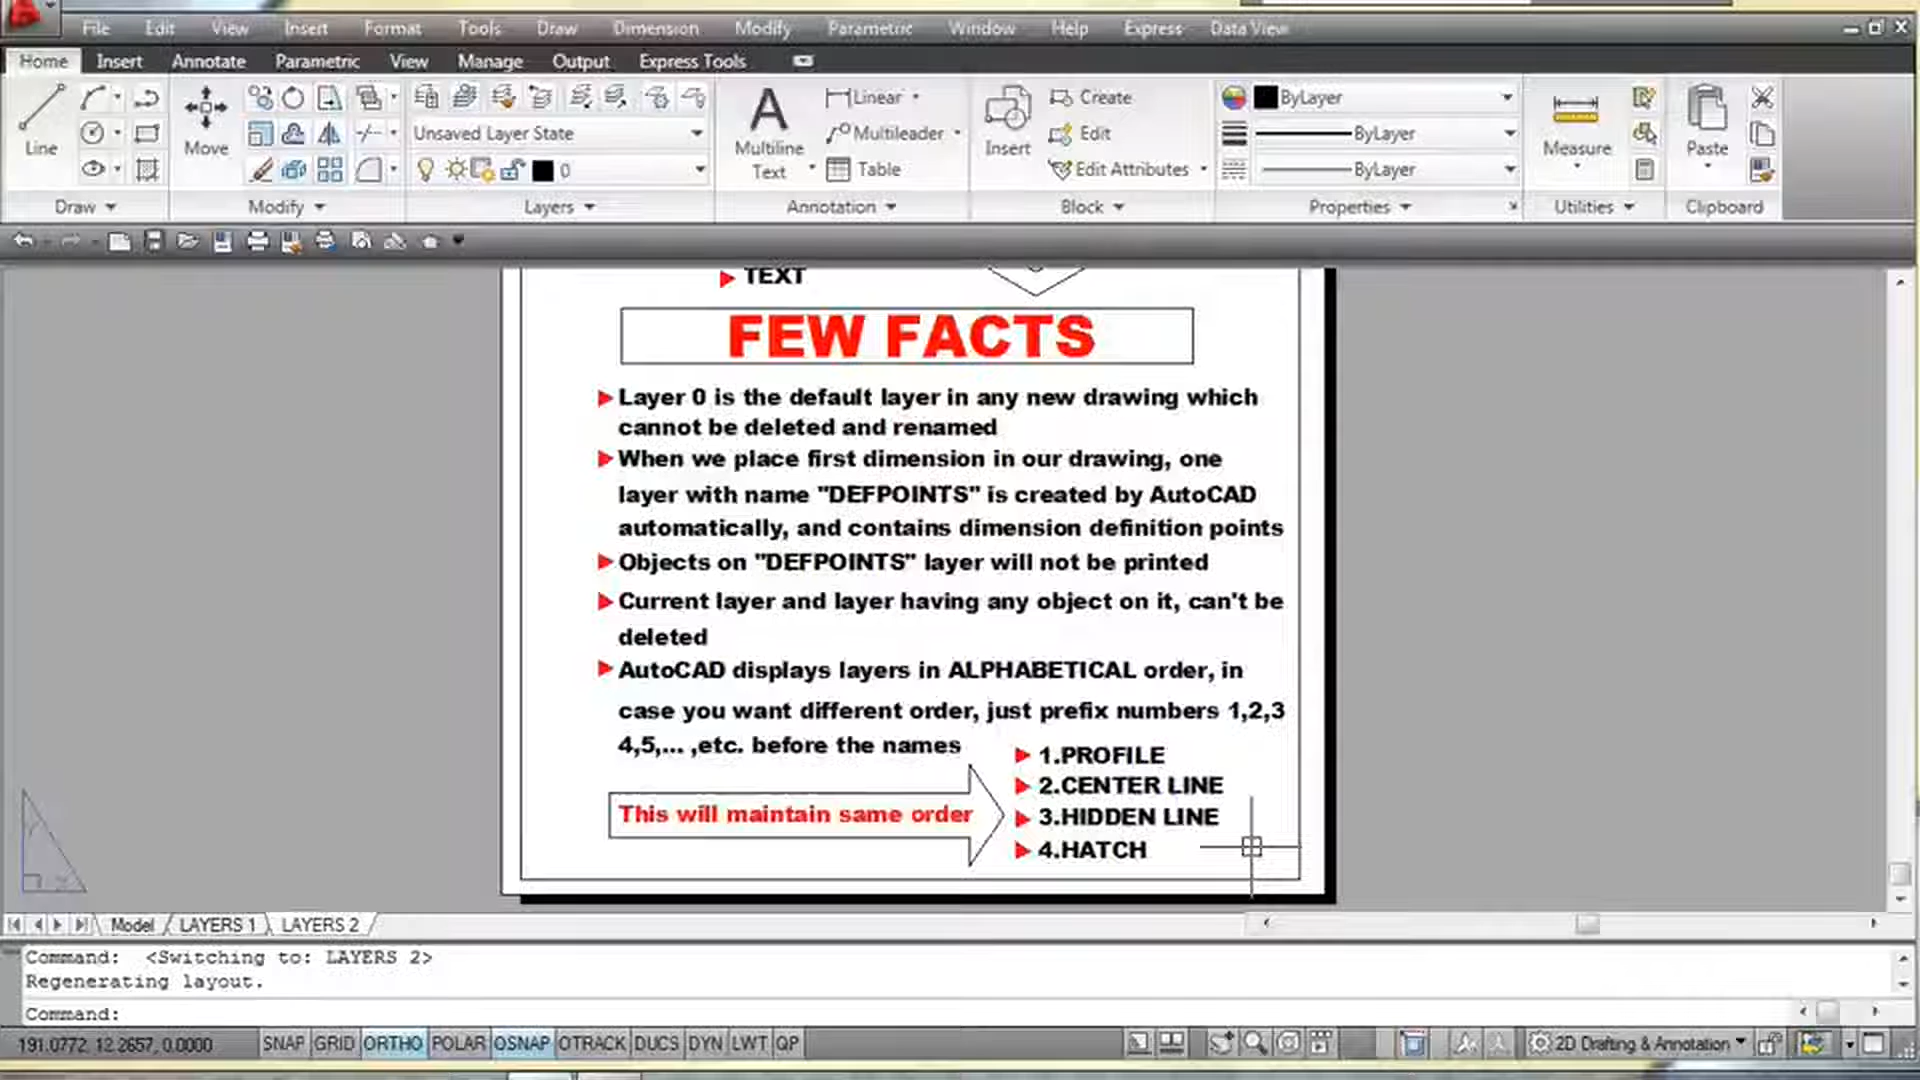 File Edit View Insert Format Tools Draw Dimension Modify Parametric Window Help Express Data View
Home Insert Annotate Parametric View Manage Output Express Tools
Line
Move
Unsaved Layer State
0
Multiline
Text
Linear
Multileader
Table
Insert
Create
Edit
Edit Attributes
ByLayer
ByLayer
ByLayer
Measure
Paste
Draw Modify Layers Annotation Block Properties Utilities Clipboard
TEXT
FEW FACTS
Layer 0 is the default layer in any new drawing which
cannot be deleted and renamed
When we place first dimension in our drawing, one
layer with name "DEFPOINTS" is created by AutoCAD
automatically, and contains dimension definition points
Objects on "DEFPOINTS" layer will not be printed
Current layer and layer having any object on it, can't be
deleted
AutoCAD displays layers in ALPHABETICAL order, in
case you want different order, just prefix numbers 1,2,3
4,5,... ,etc. before the names
This will maintain same order
1.PROFILE
2.CENTER LINE
3.HIDDEN LINE
4.HATCH
Model LAYERS 1 LAYERS 2
Command: <Switching to: LAYERS 2>
Regenerating layout.
Command:
191.0772, 12.2657, 0.0000 SNAP GRID ORTHO POLAR OSNAP OTRACK DUCS DYN LWT QP 2D Drafting & Annotation